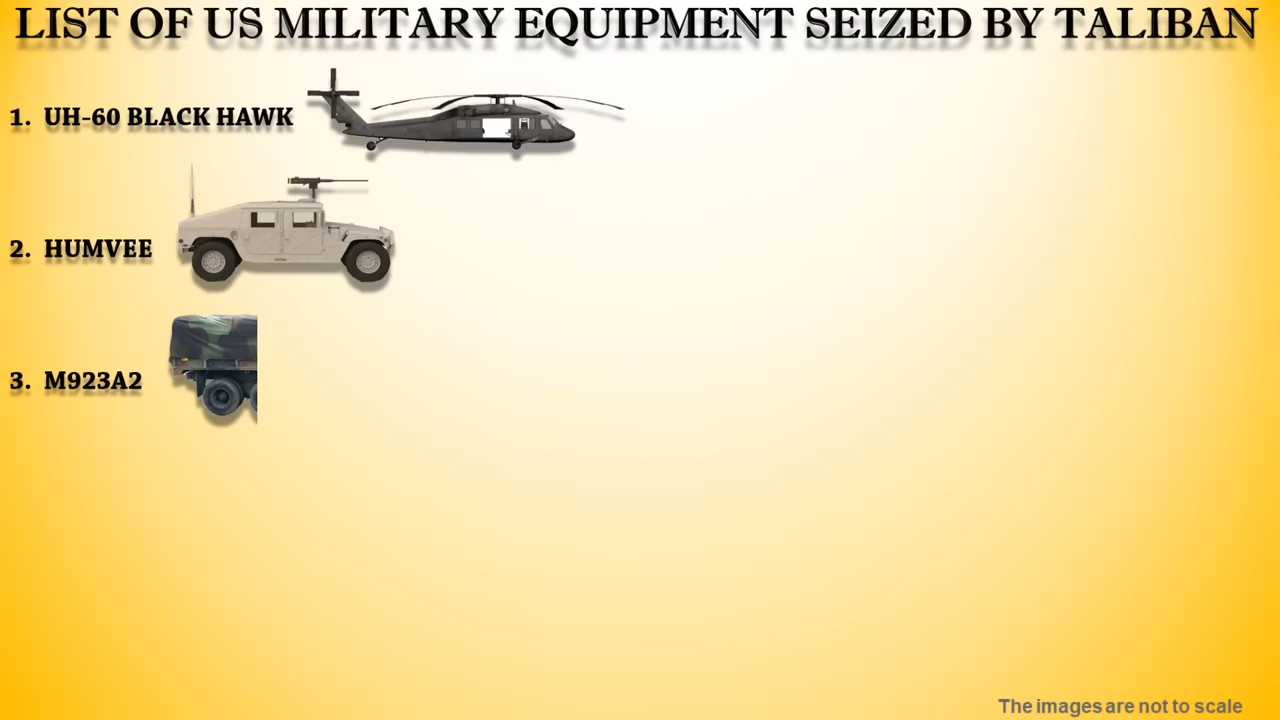 LIST OF US MILITARY EQUIPMENT SEIZED BY TALIBAN
1. UH-60 BLACK HAWK
2. HUMVEE
3. M923A2
The images are not to scale